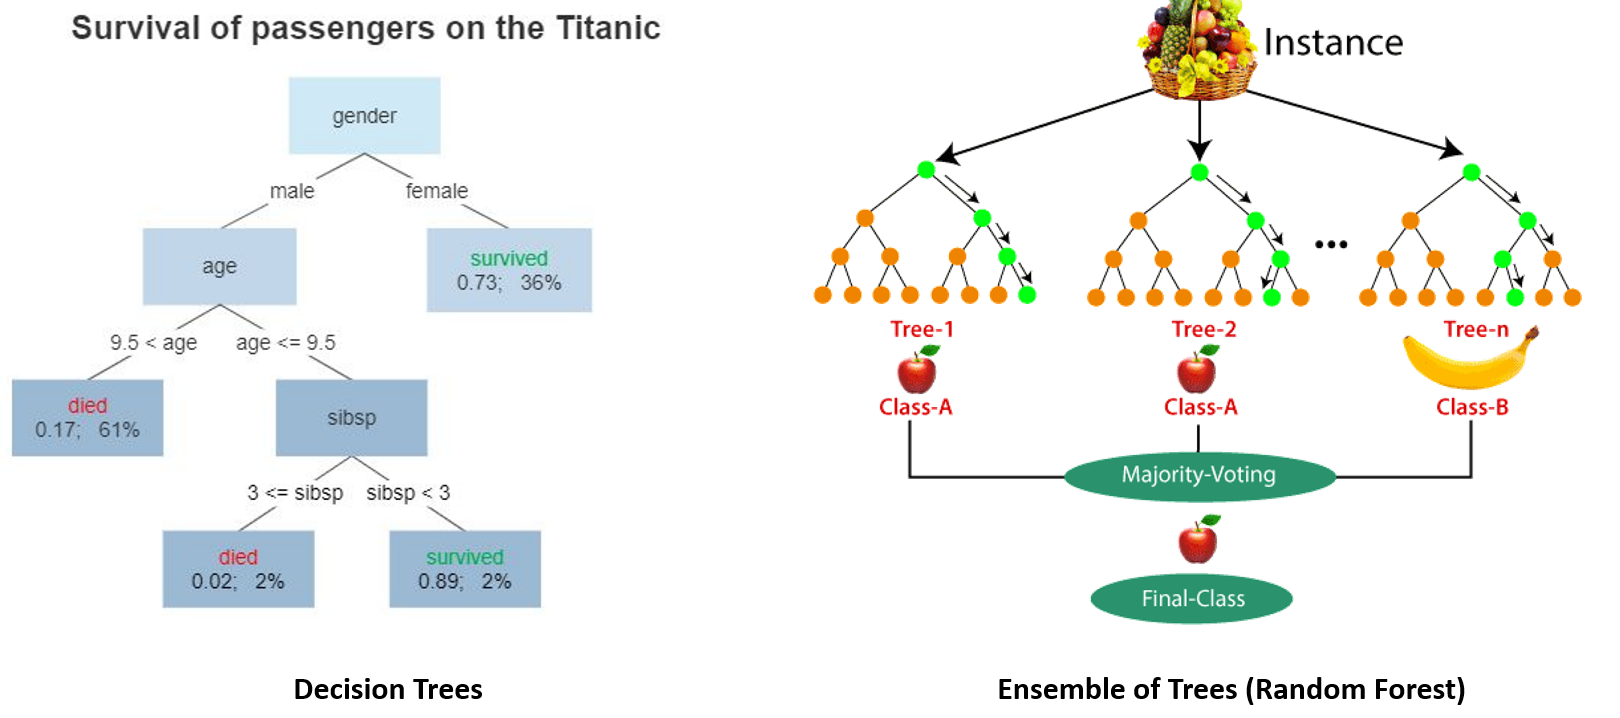 Survival of passengers on the Titanic
gender
male female
age
survived
0.73; 36%
9.5 < age age <= 9.5
died
0.17; 61%
sibsp
3 <= sibsp sibsp < 3
died
0.02; 2%
survived
0.89; 2%
Decision Trees
Instance
...
Tree-1 Tree-2 Tree-n
Class-A Class-A Class-B
Majority-Voting
Final-Class
Ensemble of Trees (Random Forest)